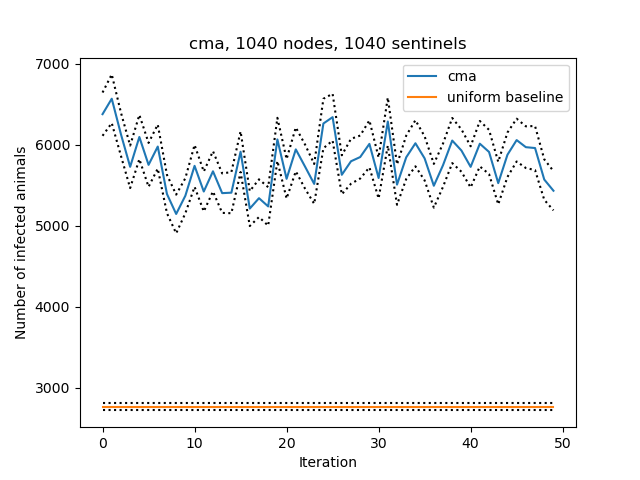 cma, 1040 nodes, 1040 sentinels
cma
uniform baseline
Number of infected animals
7000
6000
5000
4000
3000
0 10 20 30 40 50
Iteration